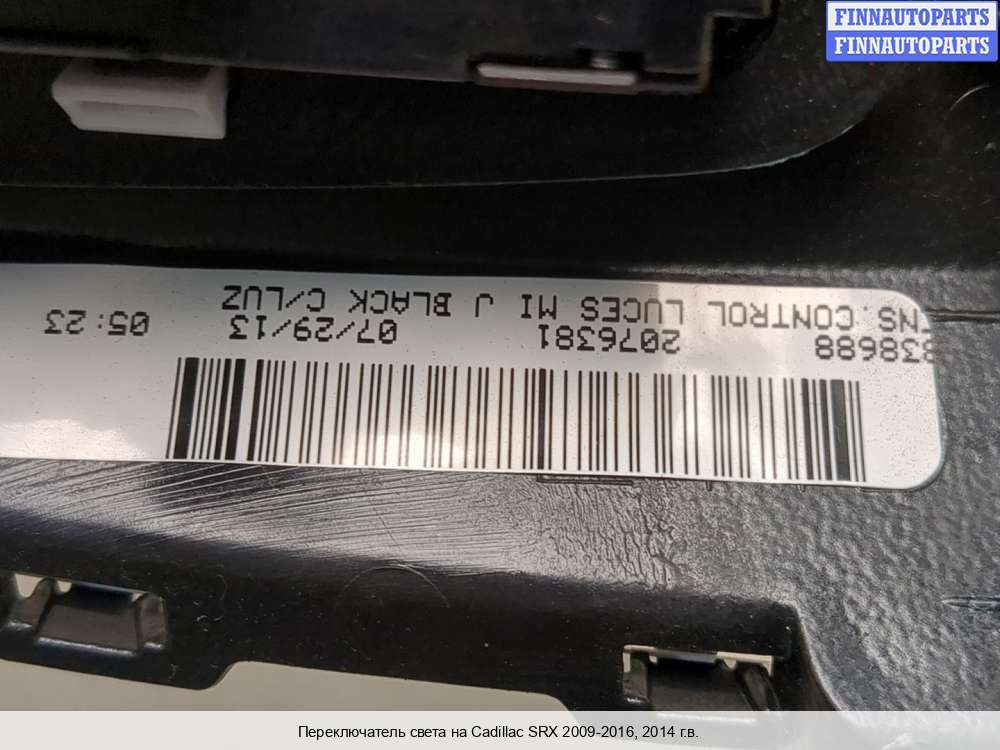 FINNAUTOPARTS
FINNAUTOPARTS
838688 2076381 07/29/13 05:23
ENS.CONTROL LUCES MI J BLACK C/LUZ
Переключатель света на Cadillac SRX 2009-2016, 2014 г.в.